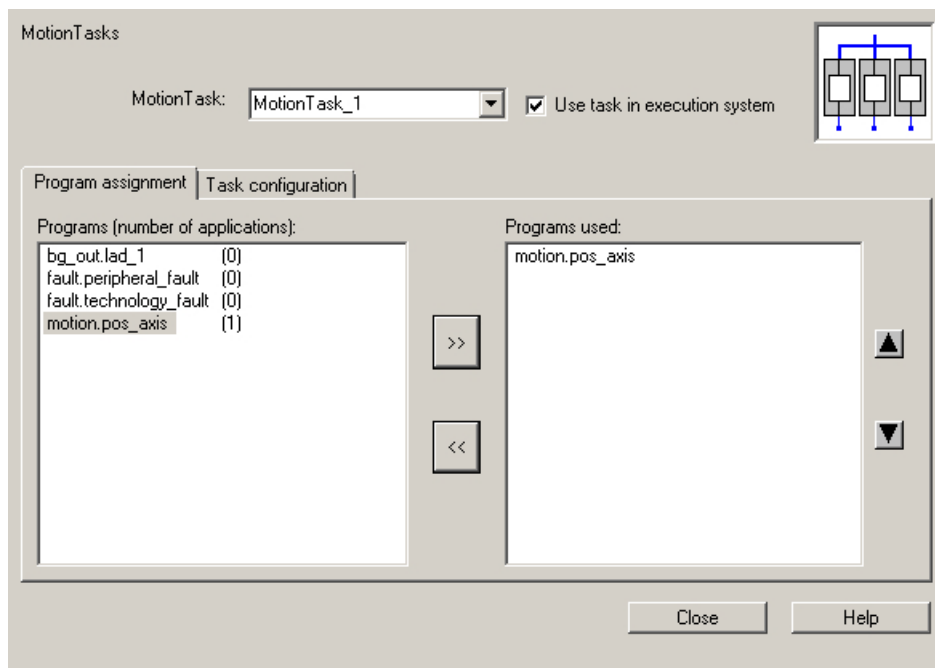 MotionTasks
MotionTask: MotionTask_1 Use task in execution system
Program assignment Task configuration
Programs (number of applications): Programs used:
bg_out.lad_1 (0) motion.pos_axis
fault.peripheral_fault (0)
fault.technology_fault (0)
motion.pos_axis (1)
>>
<<
Close Help